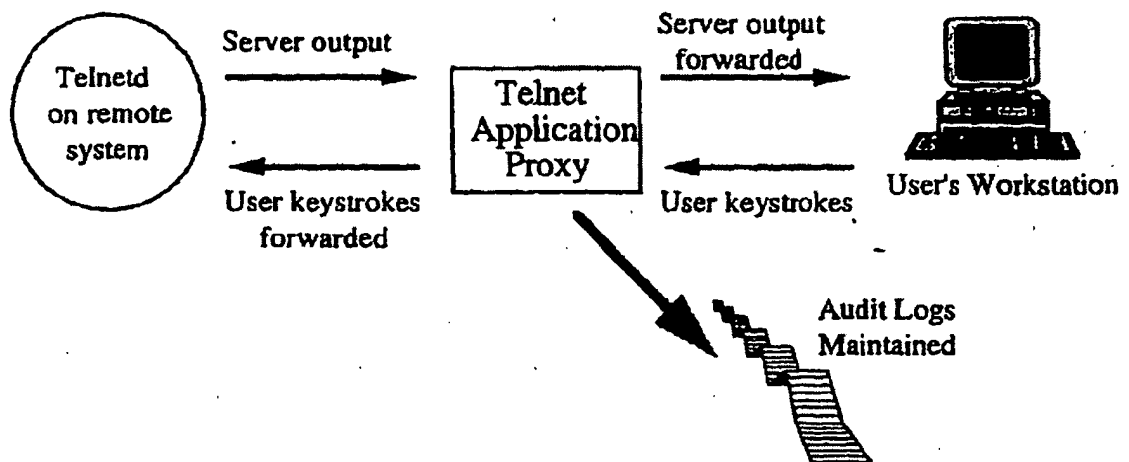 Server output
Telnetd
on remote
system
User keystrokes
forwarded
Telnet
Application
Proxy
Server output
forwarded
User keystrokes
User's Workstation
Audit Logs
Maintained